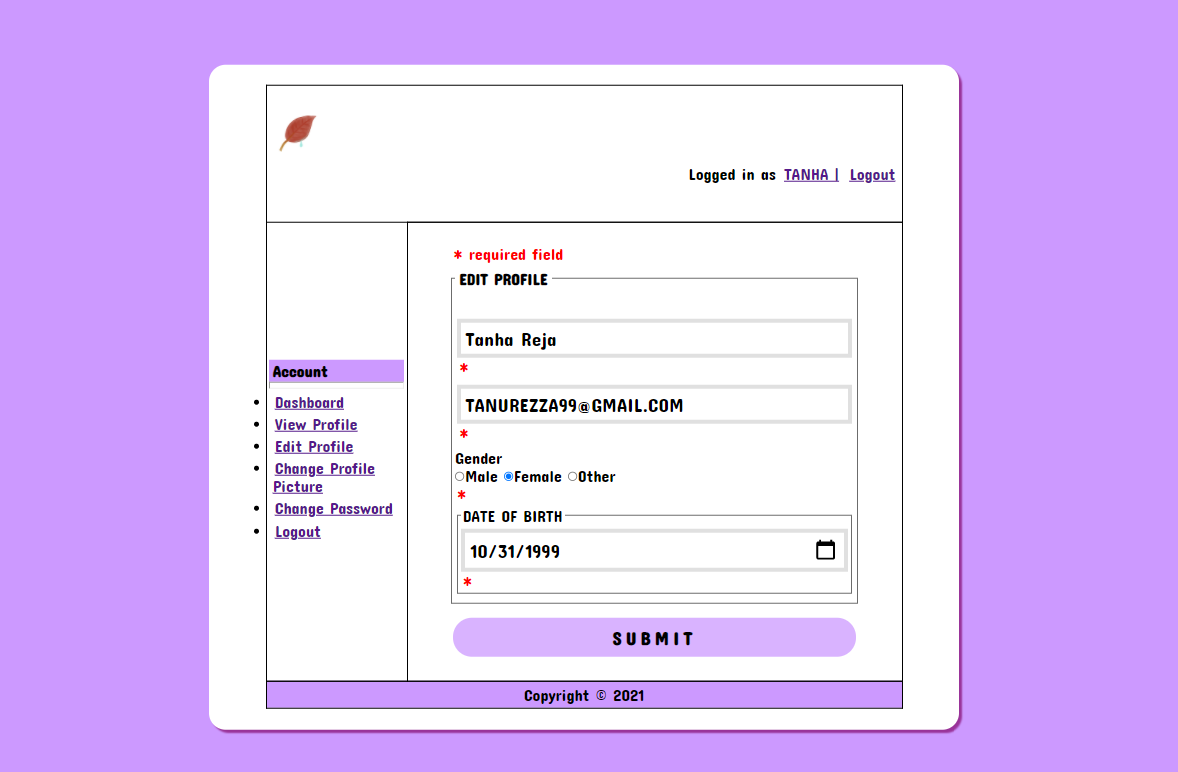 Logged in as TANHA | Logout
* required field
EDIT PROFILE
Tanha Reja
*
TANUREZZA99@GMAIL.COM
*
Gender
Male Female Other
*
DATE OF BIRTH
10/31/1999
*
SUBMIT
Account
Dashboard
View Profile
Edit Profile
Change Profile
Picture
Change Password
Logout
Copyright © 2021